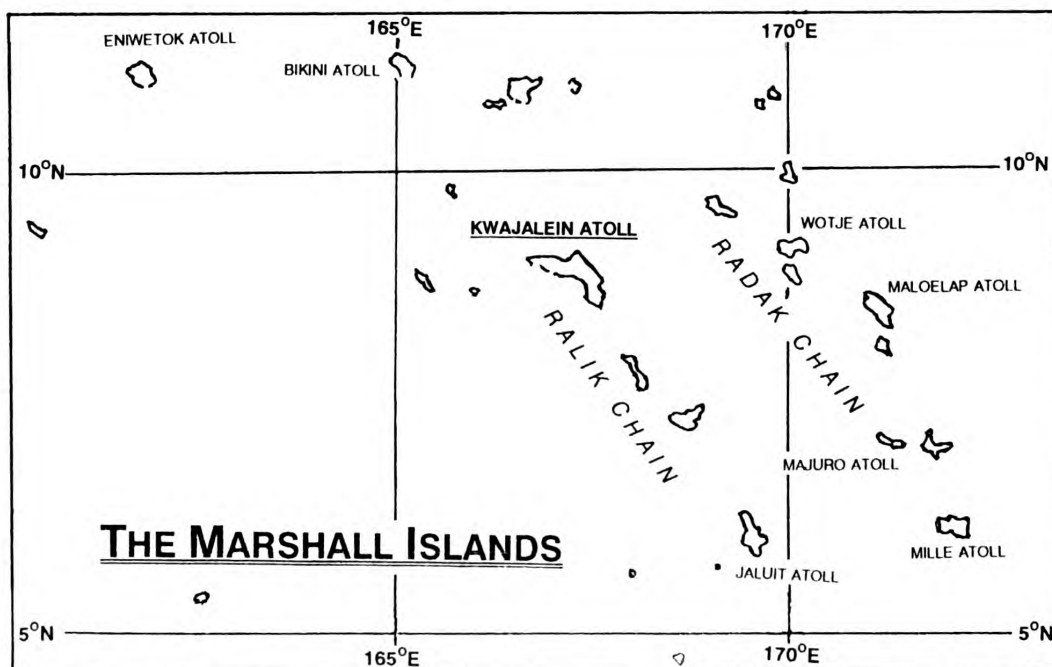 165°E
170°E
ENIWETOK ATOLL
BIKINI ATOLL
10°N
10°N
KWAJALEIN ATOLL
WOTJE ATOLL
RADAK CHAIN
MALOELAP ATOLL
RALIK CHAIN
MAJURO ATOLL
THE MARSHALL ISLANDS
MILLE ATOLL
JALUIT ATOLL
5°N
5°N
165°E
170°E